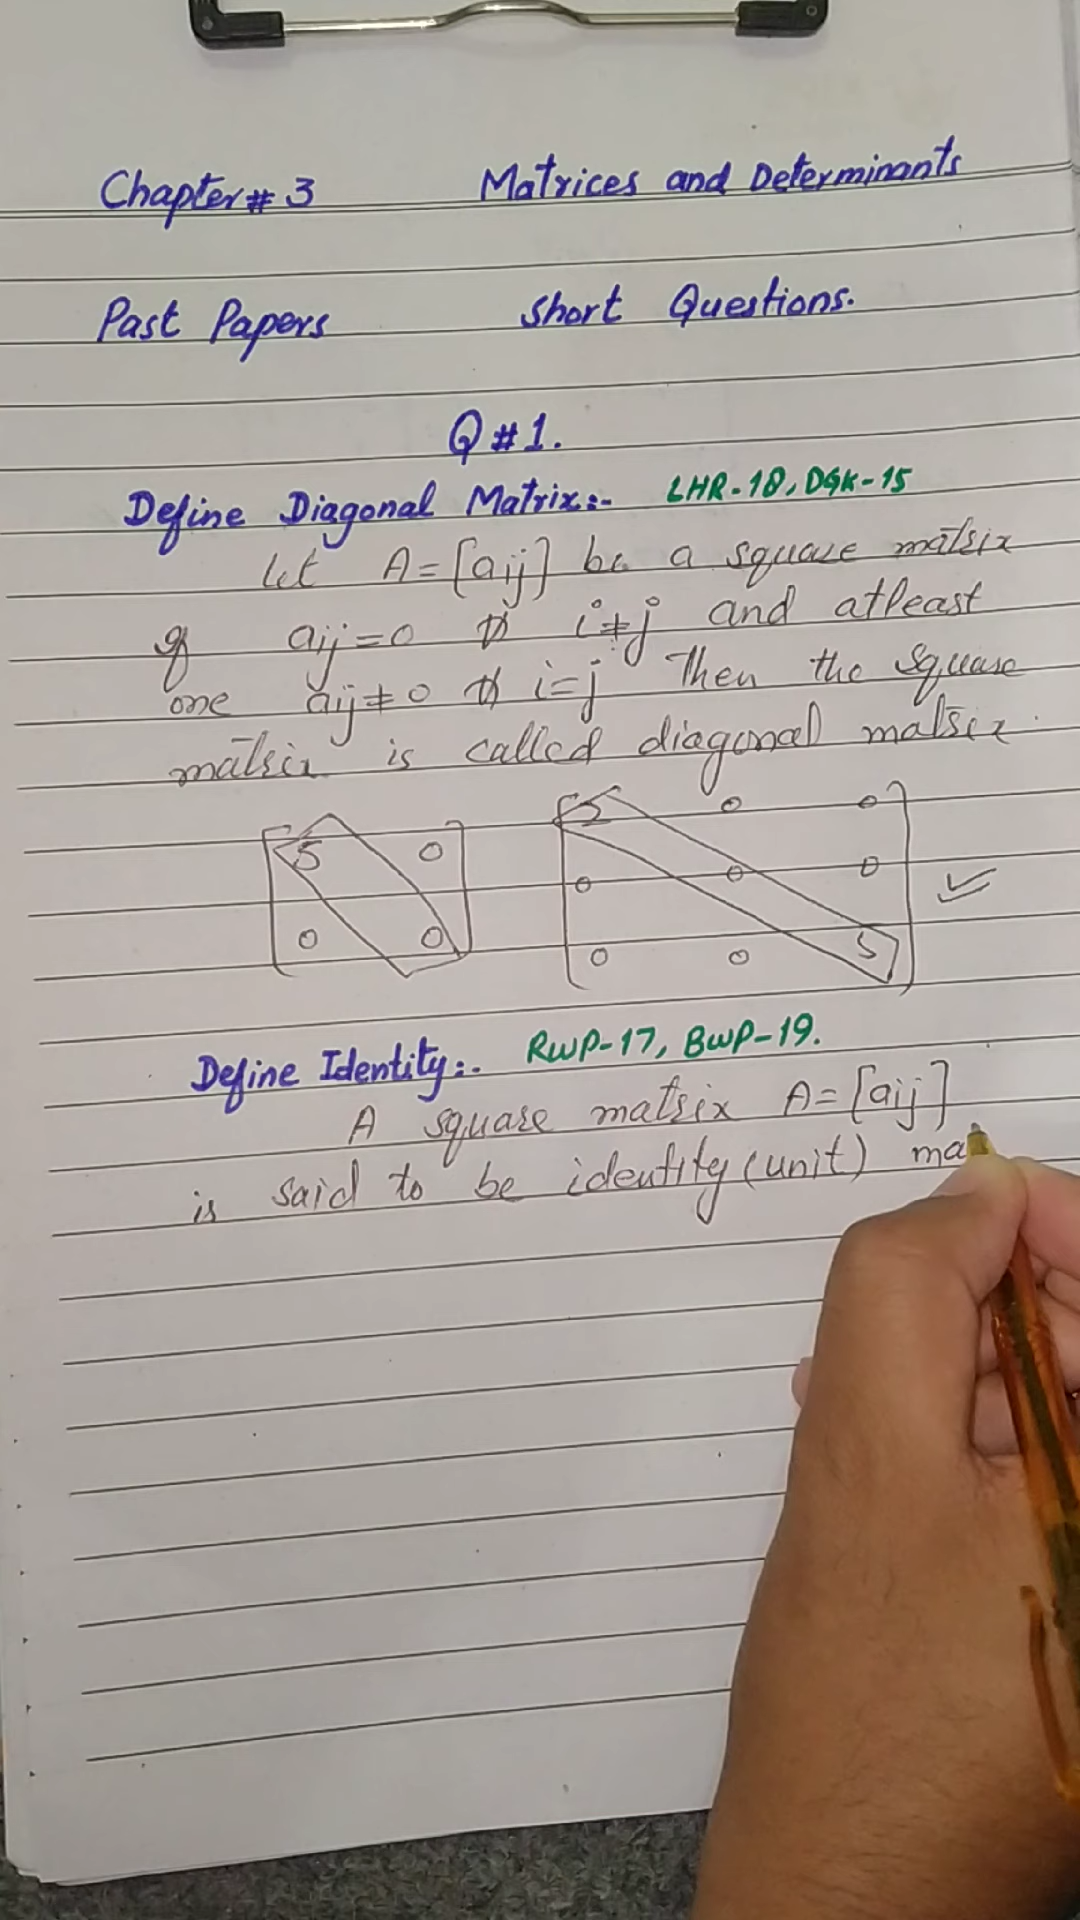 Chapter # 3 Matrices and Determinants
Past Papers Short Questions.
Q #1.
Define Diagonal Matrix:- LHR-18, DGK-15
Let A = [aij] be a square matrix
if aij = 0 ∀ i ≠ j and atleast
one aij ≠ 0 ∀ i = j Then the square
matrix is called diagonal matrix.
5 0
0 0
2 0 0
0 0 0
0 0 5
Define Identity:- RWP-17, BWP-19.
A square matrix A = [aij]
is said to be identity (unit) ma